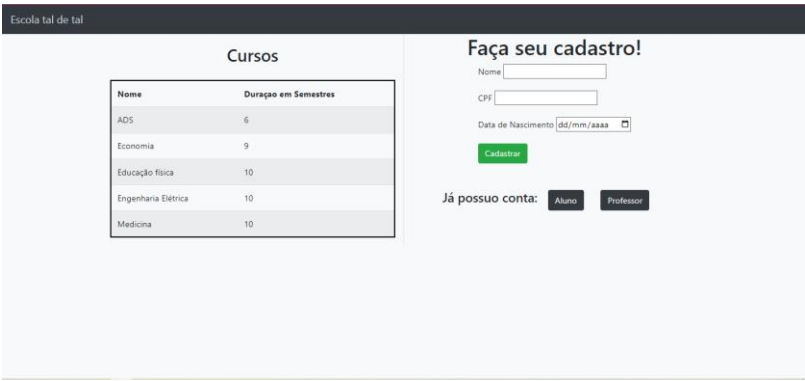 Escola tal de tal
Cursos
Nome Duraçao em Semestres
ADS 6
Economia 9
Educação física 10
Engenharia Elétrica 10
Medicina 10
Faça seu cadastro!
Nome
CPF
Data de Nascimento dd/mm/aaaa
Cadastrar
Já possuo conta: Aluno Professor